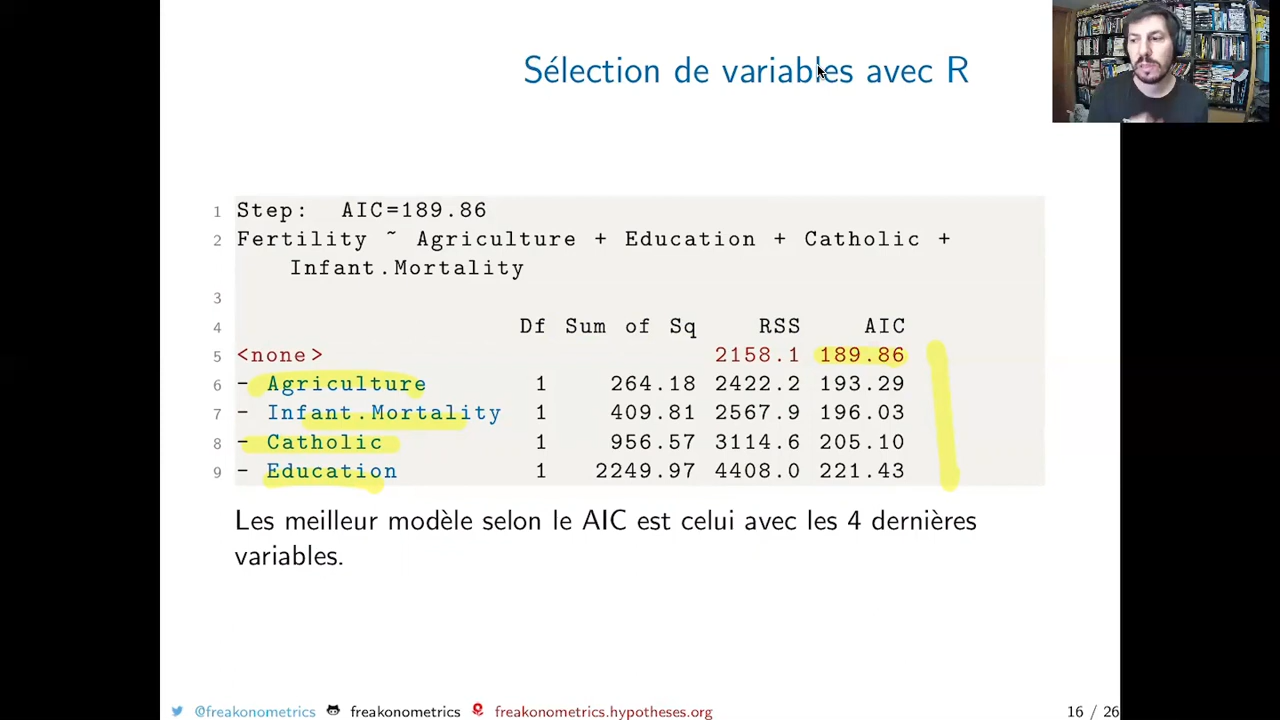 Sélection de variables avec R
1 Step: AIC=189.86
2 Fertility ~ Agriculture + Education + Catholic +
Infant.Mortality
3
4 Df Sum of Sq RSS AIC
5 <none> 2158.1 189.86
6 - Agriculture 1 264.18 2422.2 193.29
7 - Infant.Mortality 1 409.81 2567.9 196.03
8 - Catholic 1 956.57 3114.6 205.10
9 - Education 1 2249.97 4408.0 221.43
Les meilleur modèle selon le AIC est celui avec les 4 dernières
variables.
@freakonometrics freakonometrics freakonometrics.hypotheses.org 16 / 26